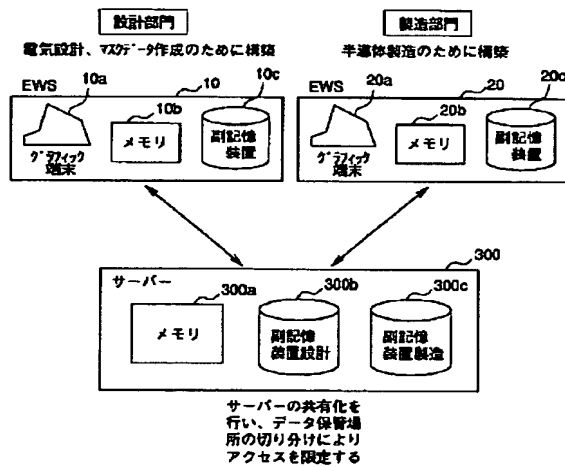 設計部門
製造部門
電気設計、マスクデータ作成のために構築
半導体製造のために構築
10a
10
10c
20a
20
20c
EWS
10b
EWS
20b
メモリ
副記憶
装置
メモリ
副記憶
装置
グラフィック
端末
グラフィック
端末
300
サーバー
300a
300b
300c
メモリ
副記憶
装置設計
副記憶
装置製造
サーバーの共有化を
行い、データ保管場
所の切り分けにより
アクセスを限定する